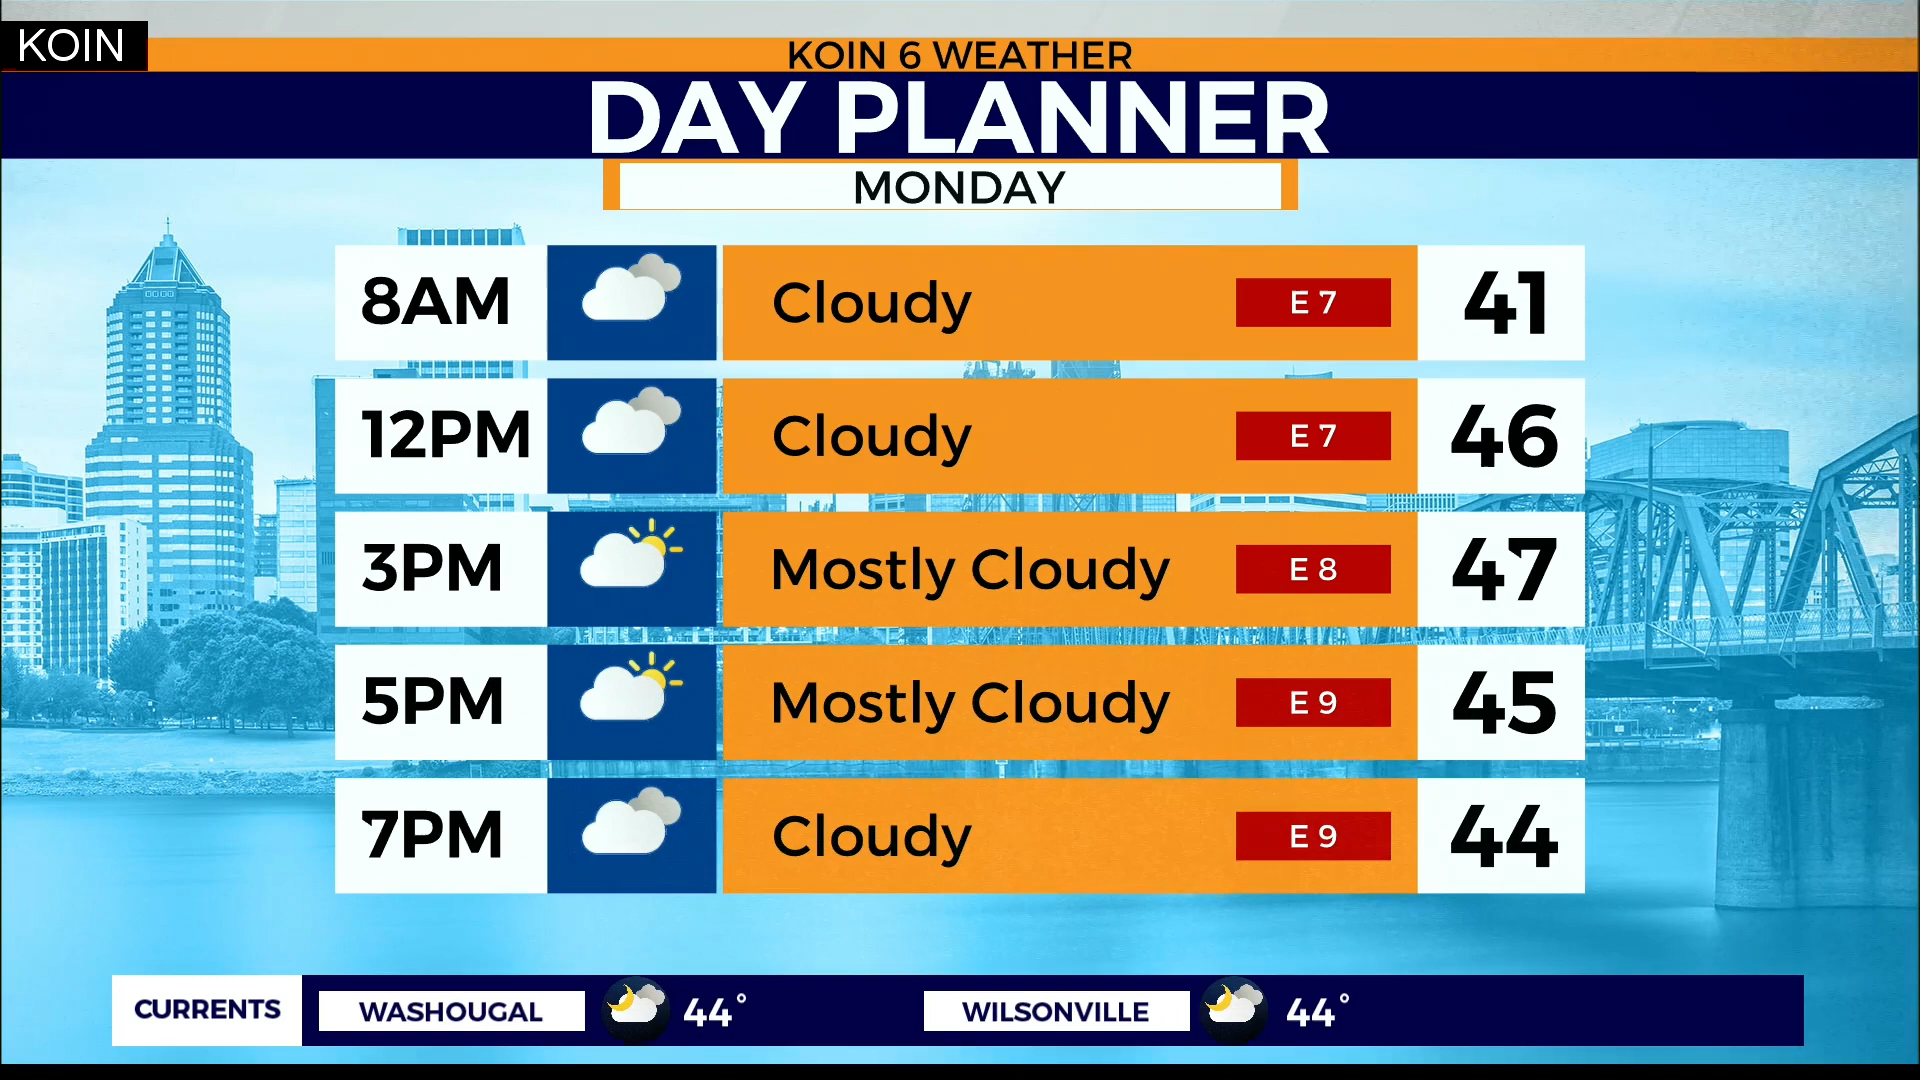 KOIN
KOIN 6 WEATHER
DAY PLANNER
MONDAY
8AM Cloudy E 7 41
12PM Cloudy E 7 46
3PM Mostly Cloudy E 8 47
5PM Mostly Cloudy E 9 45
7PM Cloudy E 9 44
CURRENTS WASHOUGAL 44° WILSONVILLE 44°